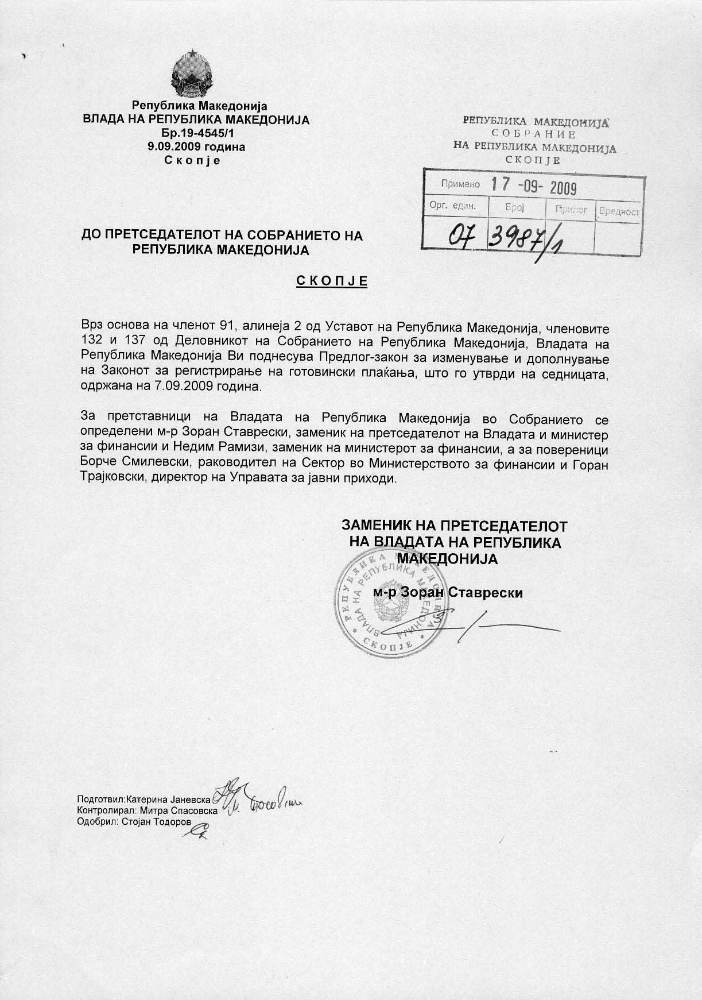 Република Македонија
ВЛАДА НА РЕПУБЛИКА МАКЕДОНИЈА
Бр.19-4545/1
9.09.2009 година
С к о п ј е
РЕПУБЛИКА МАКЕДОНИЈА
СОБРАНИЕ
НА РЕПУБЛИКА МАКЕДОНИЈА
СКОПЈЕ
Примено 17 -09- 2009
Орг. един. Број Прилог Вредност
07 3987/1
ДО ПРЕТСЕДАТЕЛОТ НА СОБРАНИЕТО НА
РЕПУБЛИКА МАКЕДОНИЈА
С К О П Ј Е
Врз основа на членот 91, алинеја 2 од Уставот на Република Македонија, членовите
132 и 137 од Деловникот на Собранието на Република Македонија, Владата на
Република Македонија Ви поднесува Предлог-закон за изменување и дополнување
на Законот за регистрирање на готовински плаќања, што го утврди на седницата,
одржана на 7.09.2009 година.
За претставници на Владата на Република Македонија во Собранието се
определени м-р Зоран Ставрески, заменик на претседателот на Владата и министер
за финансии и Недим Рамизи, заменик на министерот за финансии, а за повереници
Борче Смилевски, раководител на Сектор во Министерството за финансии и Горан
Трајковски, директор на Управата за јавни приходи.
ЗАМЕНИК НА ПРЕТСЕДАТЕЛОТ
НА ВЛАДАТА НА РЕПУБЛИКА
МАКЕДОНИЈА
м-р Зоран Ставрески
РЕПУБЛИКА МАКЕДОНИЈА
ВЛАДА НА РЕПУБЛИКА МАКЕДОНИЈА
* СКОПЈЕ *
Подготвил:Катерина Јаневска
Контролирал: Митра Спасовска
Одобрил: Стојан Тодоров